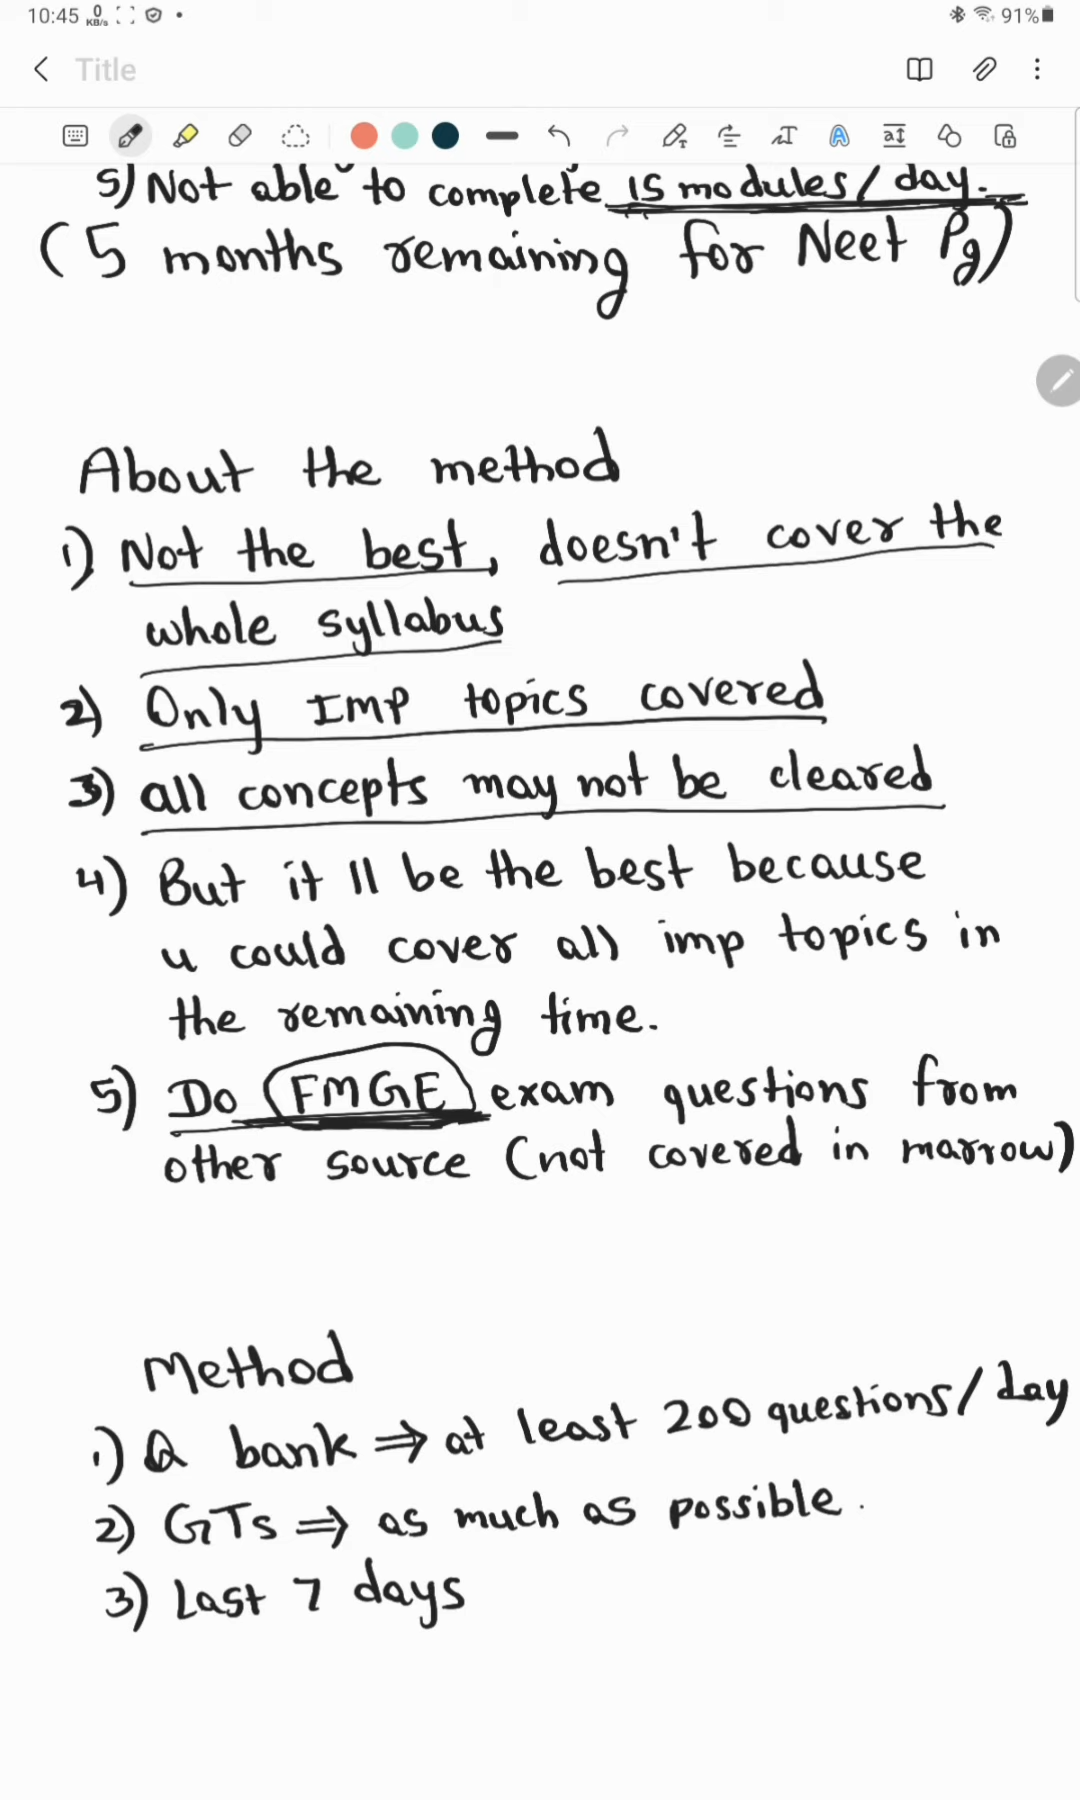 10:45 0 KB/s 91%
Title
5) Not able to complete 15 modules / day.
(5 months remaining for Neet Pg)
About the method
1) Not the best, doesn't cover the
whole syllabus
2) Only IMP topics covered
3) all concepts may not be cleared
4) But it ll be the best because
u could cover all imp topics in
the remaining time.
5) Do FMGE exam questions from
other source (not covered in marrow)
Method
1) Q bank ⇒ at least 200 questions / day
2) GTs ⇒ as much as possible.
3) Last 7 days